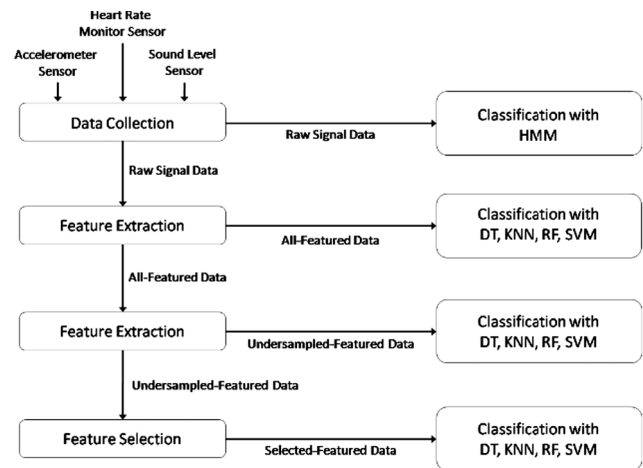 Heart Rate
Monitor Sensor
Accelerometer
Sensor
Sound Level
Sensor
Data Collection
Raw Signal Data
Classification with
HMM
Raw Signal Data
Feature Extraction
All-Featured Data
Classification with
DT, KNN, RF, SVM
All-Featured Data
Feature Extraction
Undersampled-Featured Data
Classification with
DT, KNN, RF, SVM
Undersampled-Featured Data
Feature Selection
Selected-Featured Data
Classification with
DT, KNN, RF, SVM